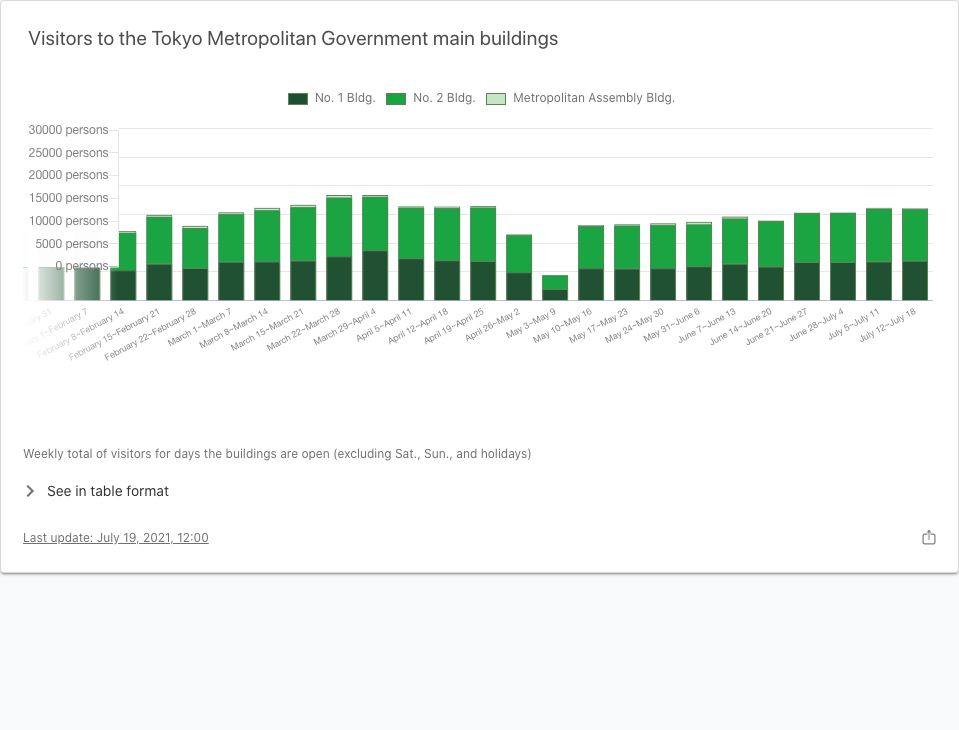 Visitors to the Tokyo Metropolitan Government main buildings
No. 1 Bldg. No. 2 Bldg. Metropolitan Assembly Bldg.
30000 persons
25000 persons
20000 persons
15000 persons
10000 persons
5000 persons
0 persons
31
1~February 7
February 8~February 14
February 15~February 21
February 22~February 28
March 1~March 7
March 8~March 14
March 15~March 21
March 22~March 28
March 29~April 4
April 5~April 11
April 12~April 18
April 19~April 25
April 26~May 2
May 3~May 9
May 10~May 16
May 17~May 23
May 24~May 30
May 31~June 6
June 7~June 13
June 14~June 20
June 21~June 27
June 28~July 4
July 5~July 11
July 12~July 18
Weekly total of visitors for days the buildings are open (excluding Sat., Sun., and holidays)
See in table format
Last update: July 19, 2021, 12:00